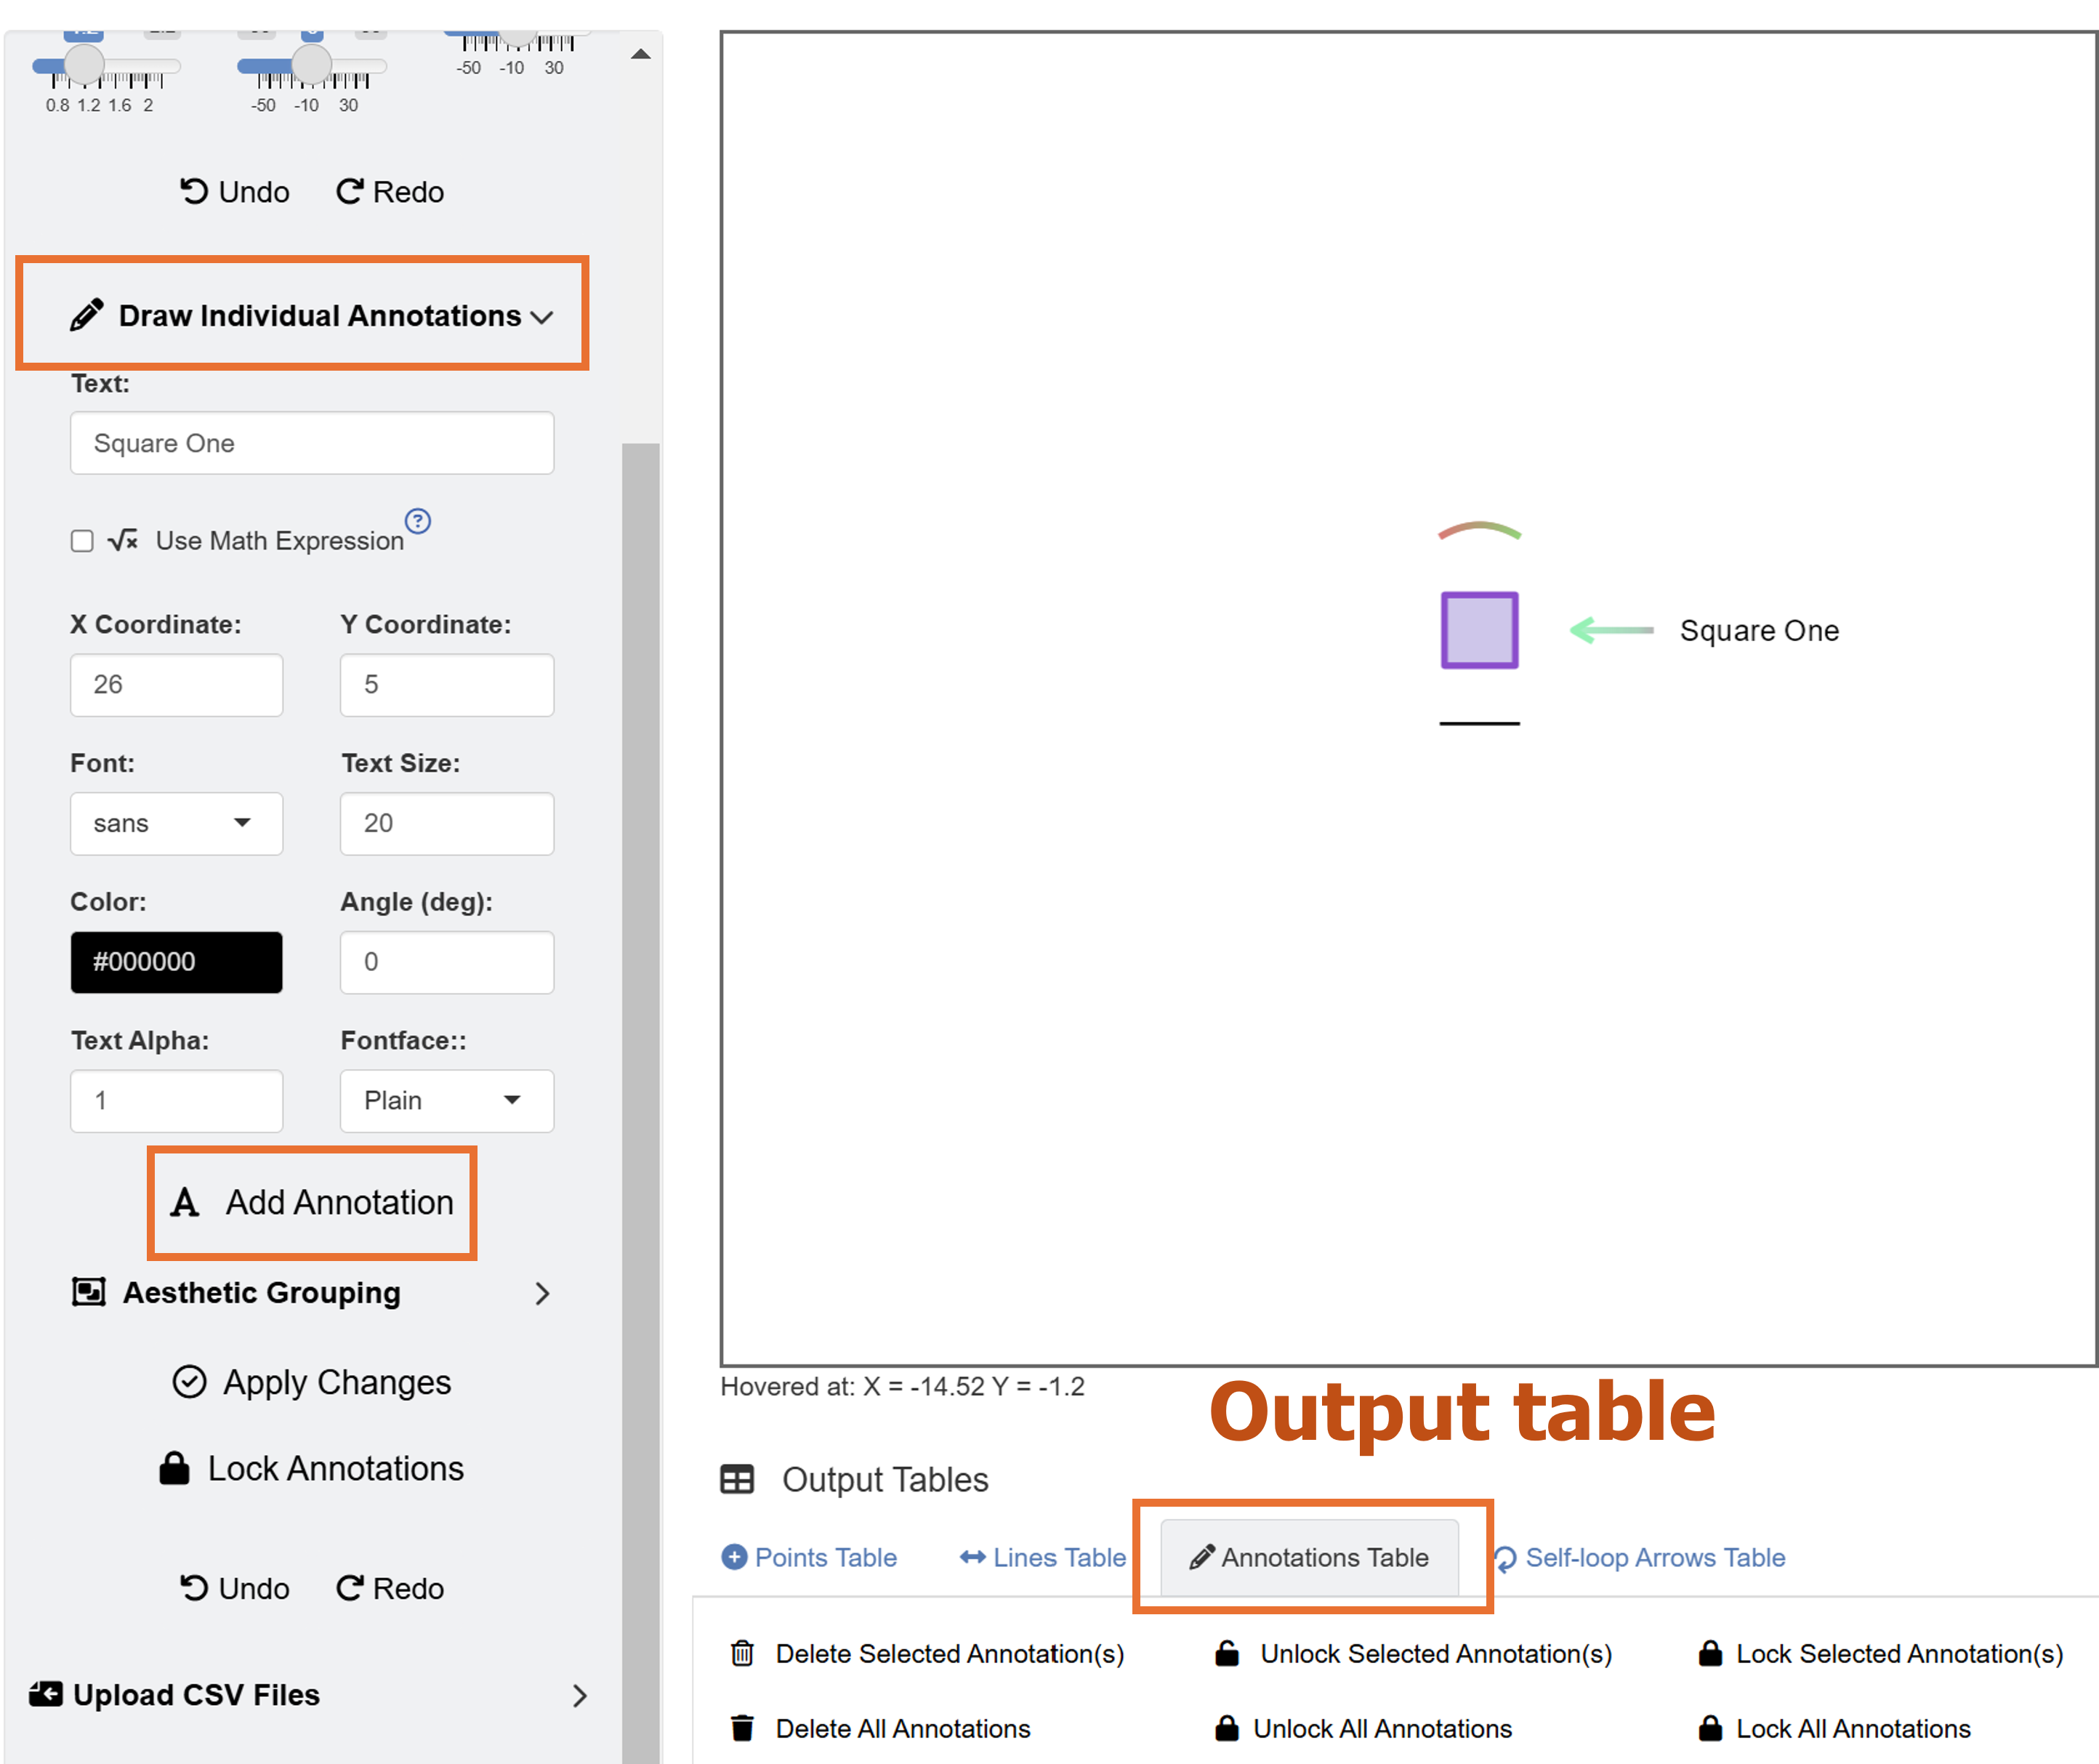 -50 -10 30
0.8 1.2 1.6 2
-50 -10 30
Undo Redo
Draw Individual Annotations
Text:
Square One
Use Math Expression ?
X Coordinate: Y Coordinate:
26 5
Font: Text Size:
sans 20
Color: Angle (deg):
#000000 0
Text Alpha: Fontface::
1 Plain
A Add Annotation
Aesthetic Grouping
Apply Changes
Lock Annotations
Undo Redo
Upload CSV Files
Square One
Hovered at: X = -14.52 Y = -1.2
Output table
Output Tables
Points Table Lines Table Annotations Table Self-loop Arrows Table
Delete Selected Annotation(s) Unlock Selected Annotation(s) Lock Selected Annotation(s)
Delete All Annotations Unlock All Annotations Lock All Annotations